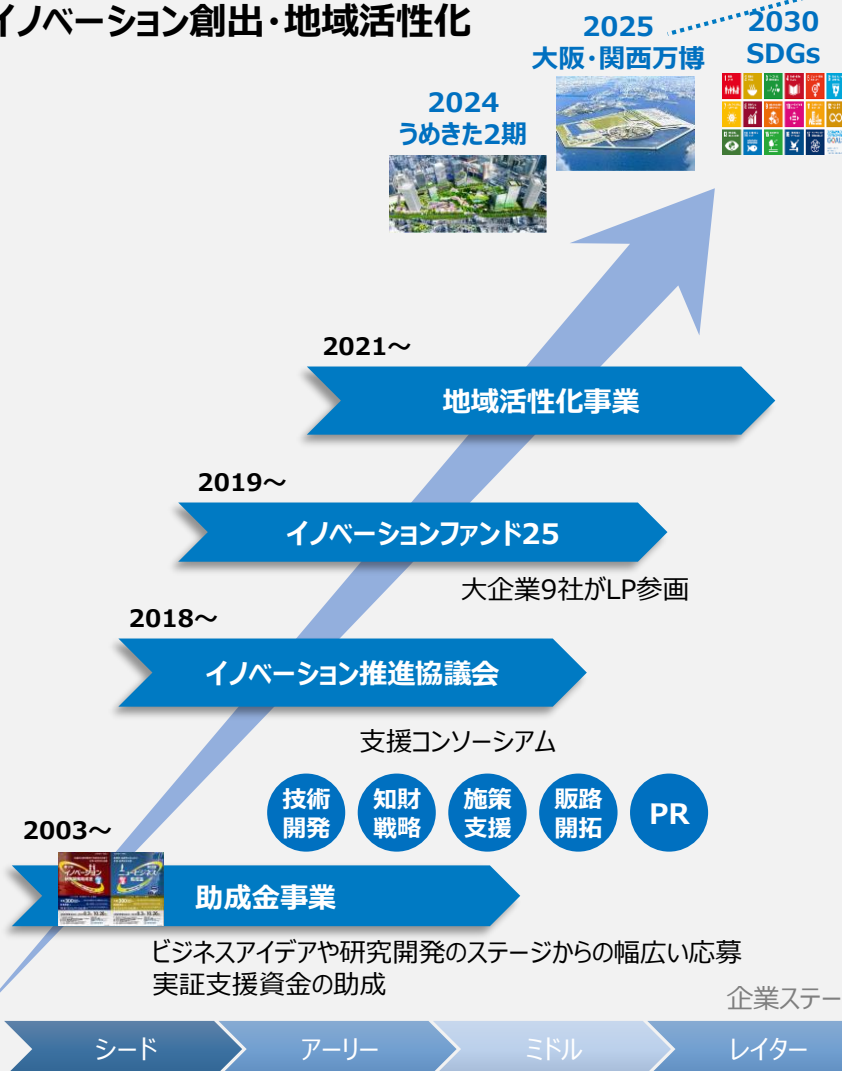 イノベーション創出・地域活性化
2025
大阪・関西万博
2030
SDGs
2024
うめきた2期
2021～
地域活性化事業
2019～
イノベーションファンド25
大企業9社がLP参画
2018～
イノベーション推進協議会
支援コンソーシアム
技術
開発
知財
戦略
施策
支援
販路
開拓
PR
2003～
助成金事業
ビジネスアイデアや研究開発のステージからの幅広い応募
実証支援資金の助成
企業ステー
シード
アーリー
ミドル
レイター